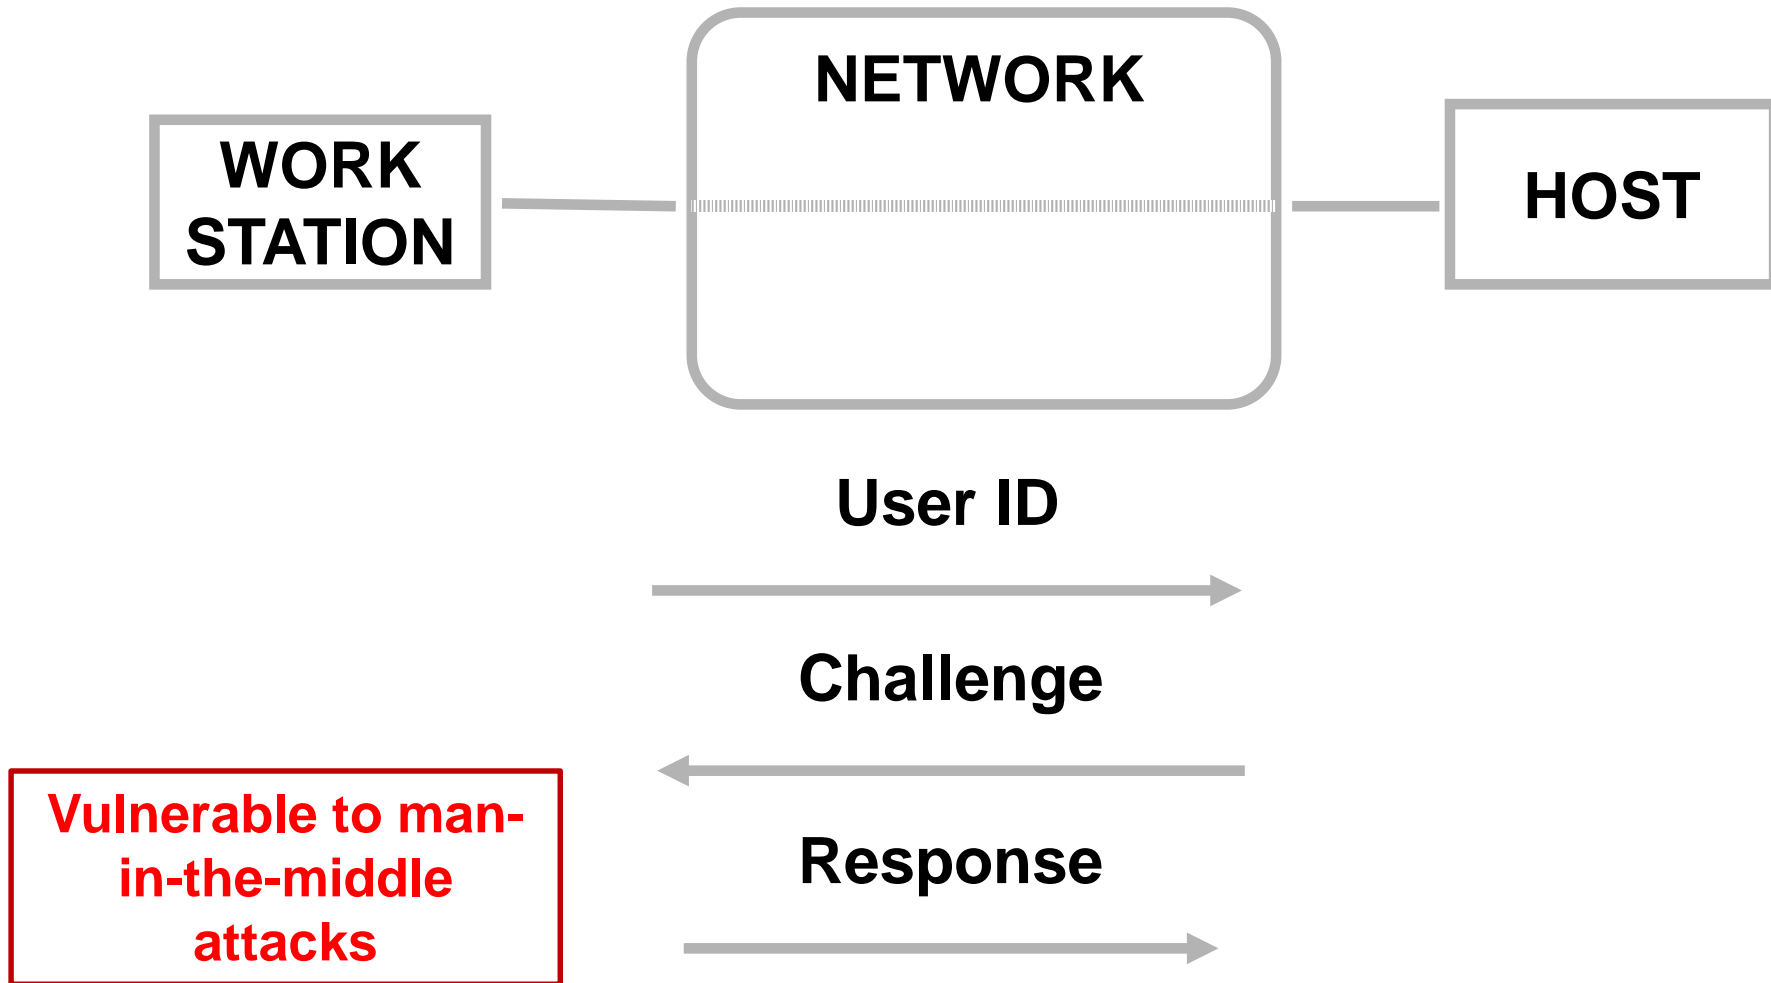 NETWORK
WORK
STATION
HOST
User ID
Challenge
Response
Vulnerable to man-
in-the-middle
attacks